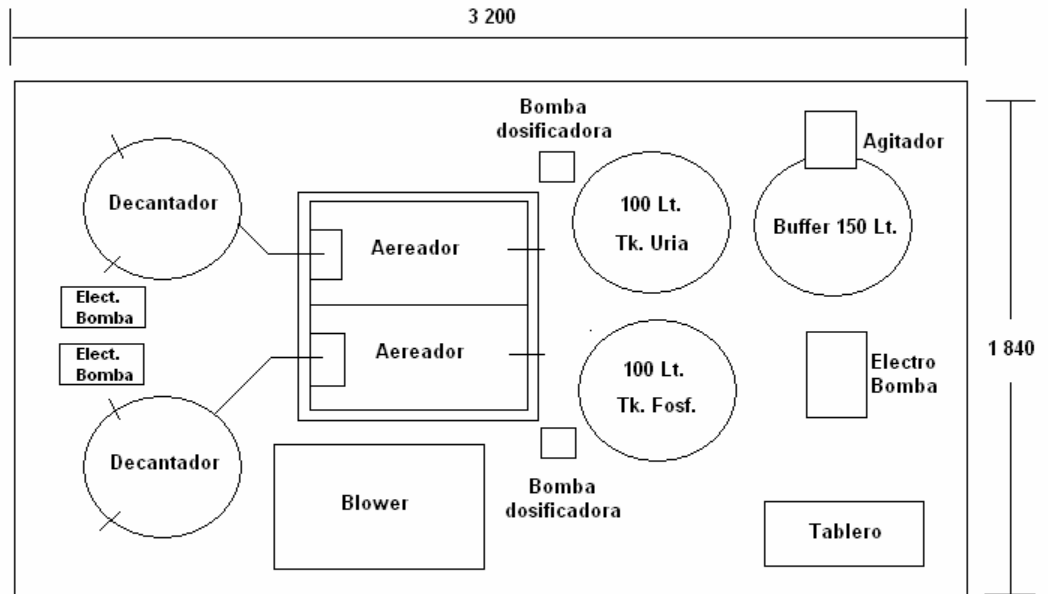 3 200
Bomba
dosificadora
Agitador
Decantador
100 Lt.
Tk. Uria
Buffer 150 Lt.
Aereador
Elect.
Bomba
Elect.
Bomba
Aereador
1 840
100 Lt.
Tk. Fosf.
Electro
Bomba
Decantador
Blower
Bomba
dosificadora
Tablero